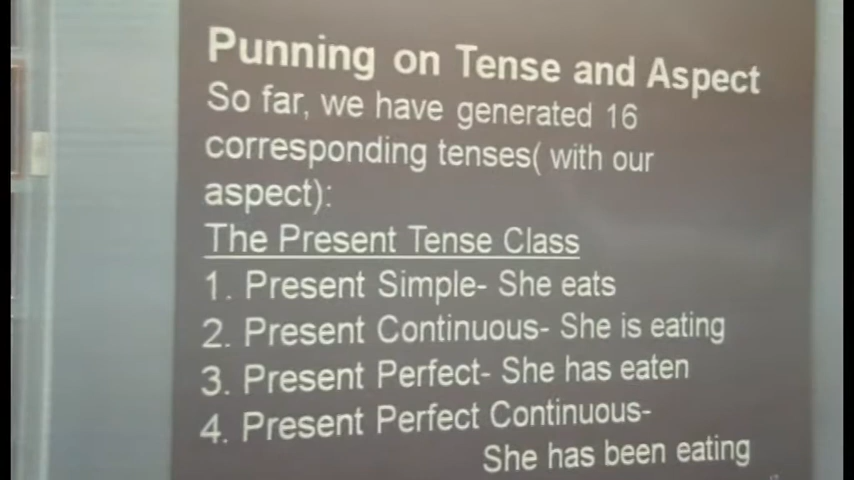 Punning on Tense and Aspect
So far, we have generated 16
corresponding tenses( with our
aspect):
The Present Tense Class
1. Present Simple- She eats
2. Present Continuous- She is eating
3. Present Perfect- She has eaten
4. Present Perfect Continuous-
She has been eating